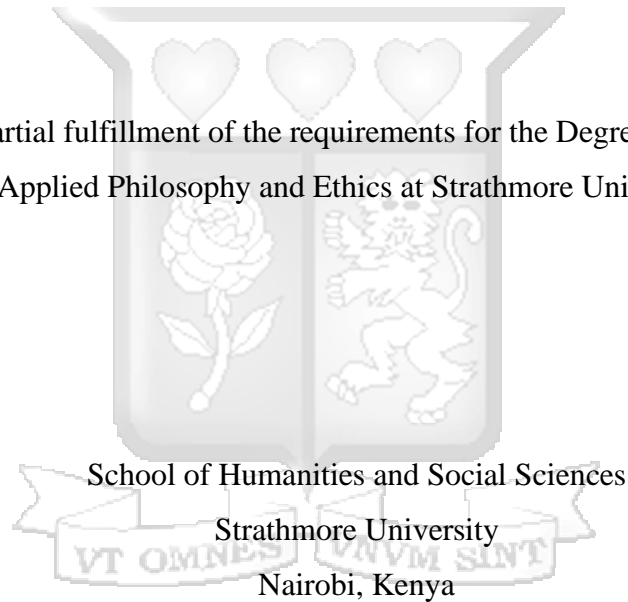 artial fulfillment of the requirements for the Degre
Applied Philosophy and Ethics at Strathmore Uni
School of Humanities and Social Sciences
Strathmore University
VT OMNES VNVM SINT
Nairobi, Kenya